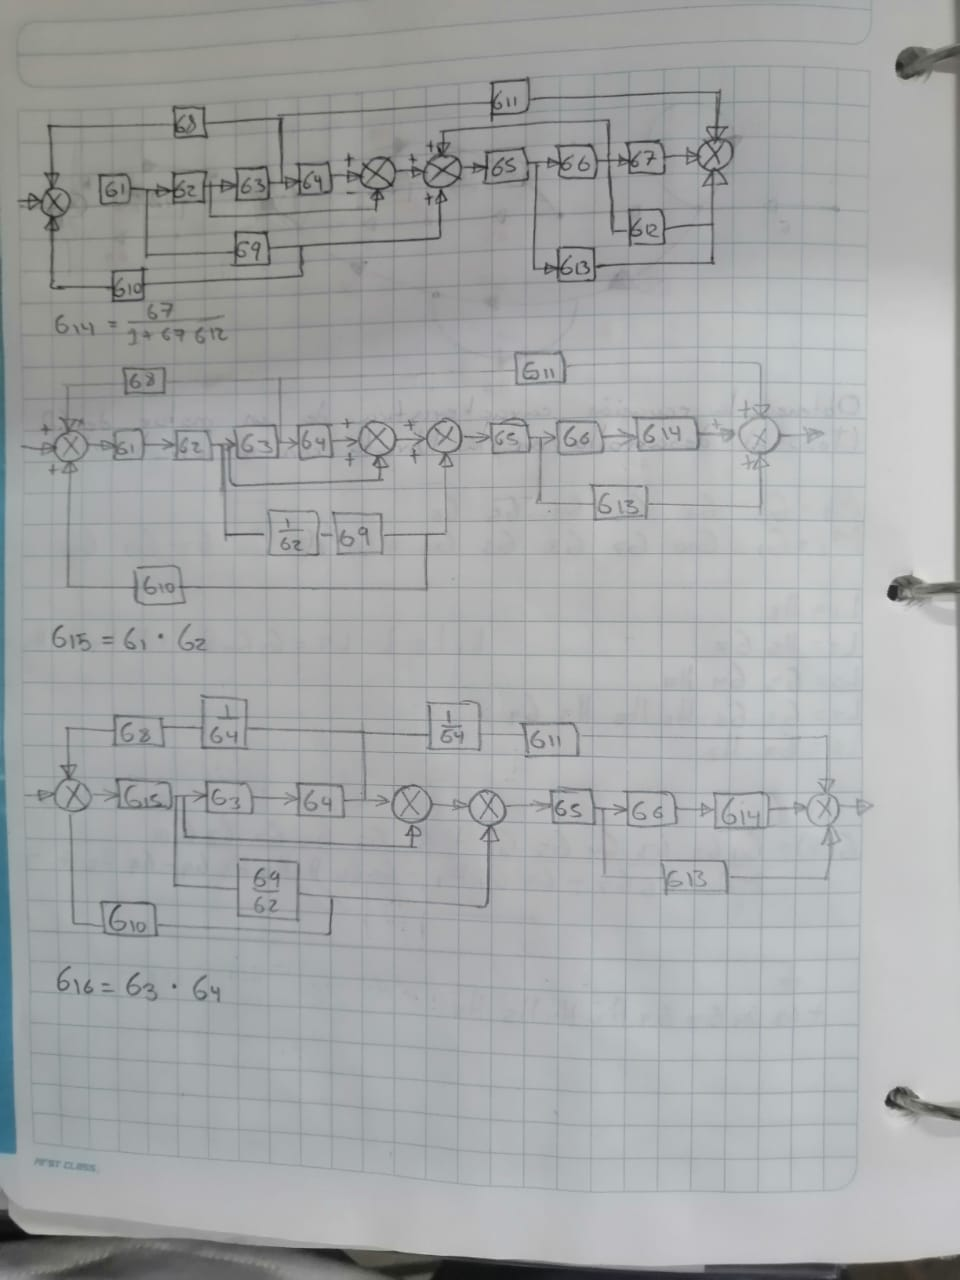 G11
G8
G1 G2 G3 G4 G5 G6 G7
G12
G9
G13
G10
G14 = G7 / 1 + G7 G12
G8 G11
G1 G2 G3 G4 G5 G6 G14
G13
1/G2 G9
G10
G15 = G1 · G2
G8 1/G4 1/G4 G11
G15 G3 G4 G5 G6 G14
G9/G2 G13
G10
G16 = G3 · G4
FIRST CLASS